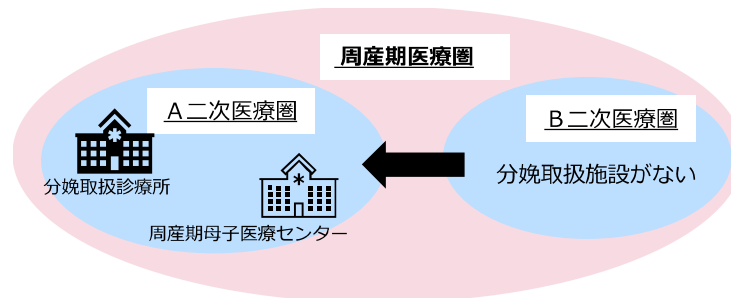 周産期医療圏
Ａ二次医療圏
Ｂ二次医療圏
分娩取扱診療所
周産期母子医療センター
分娩取扱施設がない